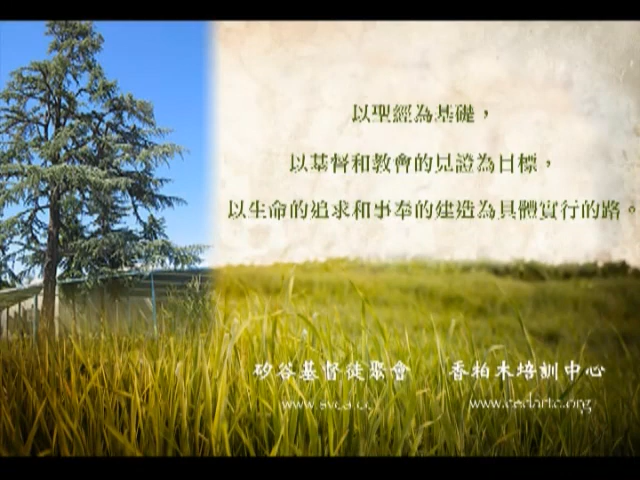 以聖經為基礎，
以基督和教會的見證為目標，
以生命的追求和事奉的建造為具體實行的路。
矽谷基督徒聚會 香柏木培訓中心
www.cedartc.org